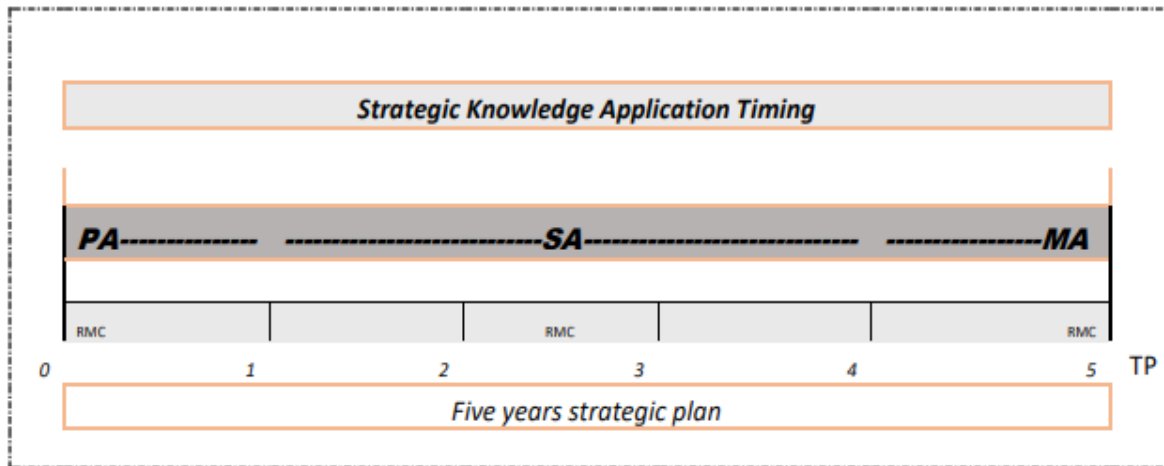 Strategic Knowledge Application Timing
PA--------------- ----------------------------SA------------------------------ -----------------MA
RMC RMC RMC
0 1 2 3 4 5 TP
Five years strategic plan